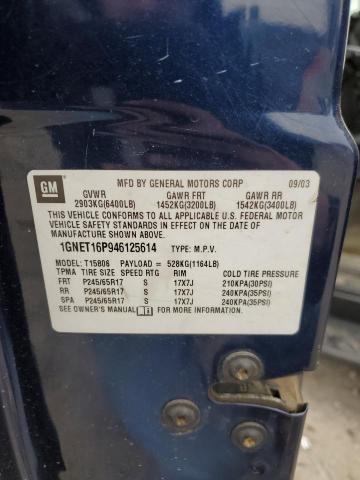 GM
MFD BY GENERAL MOTORS CORP 09/03
GVWR GAWR FRT GAWR RR
2903KG(6400LB) 1452KG(3200LB) 1542KG(3400LB)
THIS VEHICLE CONFORMS TO ALL APPLICABLE U.S. FEDERAL MOTOR
VEHICLE SAFETY STANDARDS IN EFFECT ON THE DATE OF
MANUFACTURE SHOWN ABOVE.
1GNET16P946125614 TYPE: M.P.V.
MODEL: T15806 PAYLOAD = 528KG(1164LB)
TPMA TIRE SIZE SPEED RTG RIM COLD TIRE PRESSURE
FRT P245/65R17 S 17X7J 210KPA(30PSI)
RR P245/65R17 S 17X7J 240KPA(35PSI)
SPA P245/65R17 S 17X7J 240KPA(35PSI)
SEE OWNER'S MANUAL FOR MORE INFORMATION.